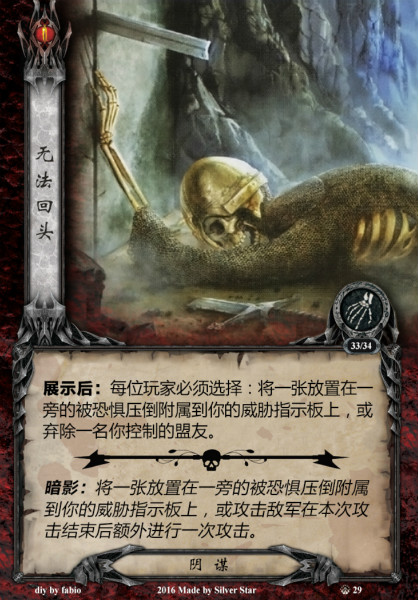 无法回头
33/34
展示后：每位玩家必须选择：将一张放置在一
旁的被恐惧压倒附属到你的威胁指示板上，或
弃除一名你控制的盟友。
暗影：将一张放置在一旁的被恐惧压倒附属
到你的威胁指示板上，或攻击敌军在本次攻
击结束后额外进行一次攻击。
阴谋
diy by fabio
2016 Made by Silver Star
29